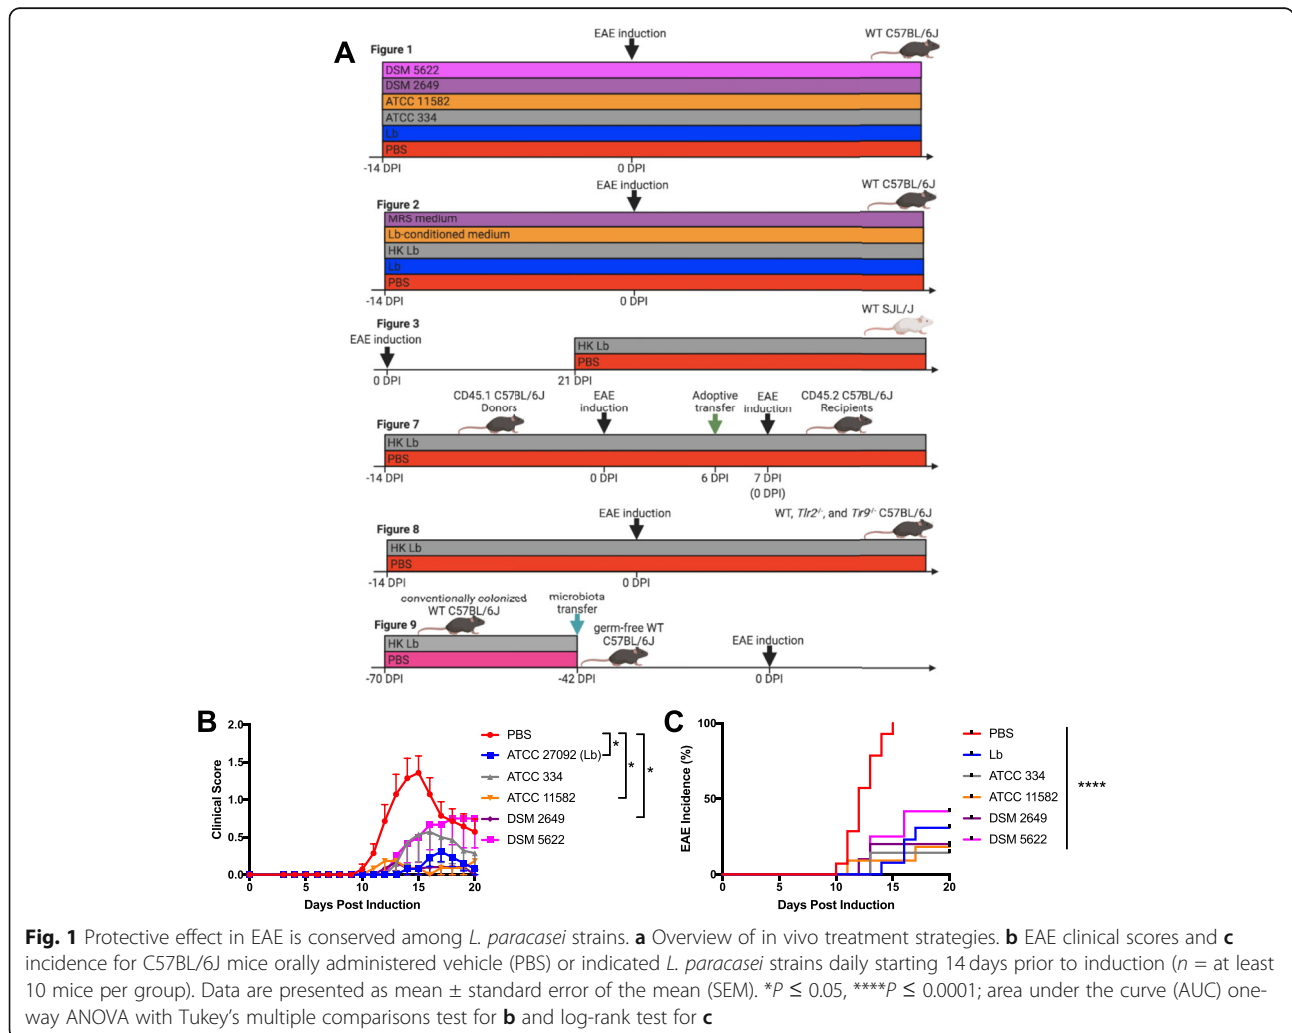 A
Figure 1
EAE induction
WT C57BL/6J
DSM 5622
DSM 2649
ATCC 11582
ATCC 334
Lb
PBS
-14 DPI
0 DPI
Figure 2
EAE induction
WT C57BL/6J
MRS medium
Lb-conditioned medium
HK Lb
Lb
PBS
-14 DPI
0 DPI
Figure 3
EAE induction
WT SJL/J
HK Lb
PBS
0 DPI
21 DPI
Figure 7
CD45.1 C57BL/6J
Donors
EAE
induction
Adoptive
transfer
EAE
induction
CD45.2 C57BL/6J
Recipients
HK Lb
PBS
-14 DPI
0 DPI
6 DPI
7 DPI
(0 DPI)
Figure 8
EAE induction
WT, Tlr2-/-, and Tlr9-/- C57BL/6J
HK Lb
PBS
-14 DPI
0 DPI
Figure 9
conventionally colonized
WT C57BL/6J
microbiota
transfer
germ-free WT
C57BL/6J
EAE induction
HK Lb
PBS
-70 DPI
-42 DPI
0 DPI
B
Clinical Score
2.0
1.5
1.0
0.5
0.0
0
5
10
15
20
Days Post Induction
PBS
ATCC 27092 (Lb)
ATCC 334
ATCC 11582
DSM 2649
DSM 5622
*
*
*
C
EAE Incidence (%)
100
50
0
0
5
10
15
20
Days Post Induction
PBS
Lb
ATCC 334
ATCC 11582
DSM 2649
DSM 5622
****
Fig. 1 Protective effect in EAE is conserved among L. paracasei strains. a Overview of in vivo treatment strategies. b EAE clinical scores and c
incidence for C57BL/6J mice orally administered vehicle (PBS) or indicated L. paracasei strains daily starting 14 days prior to induction (n = at least
10 mice per group). Data are presented as mean ± standard error of the mean (SEM). *P ≤ 0.05, ****P ≤ 0.0001; area under the curve (AUC) one-
way ANOVA with Tukey's multiple comparisons test for b and log-rank test for c